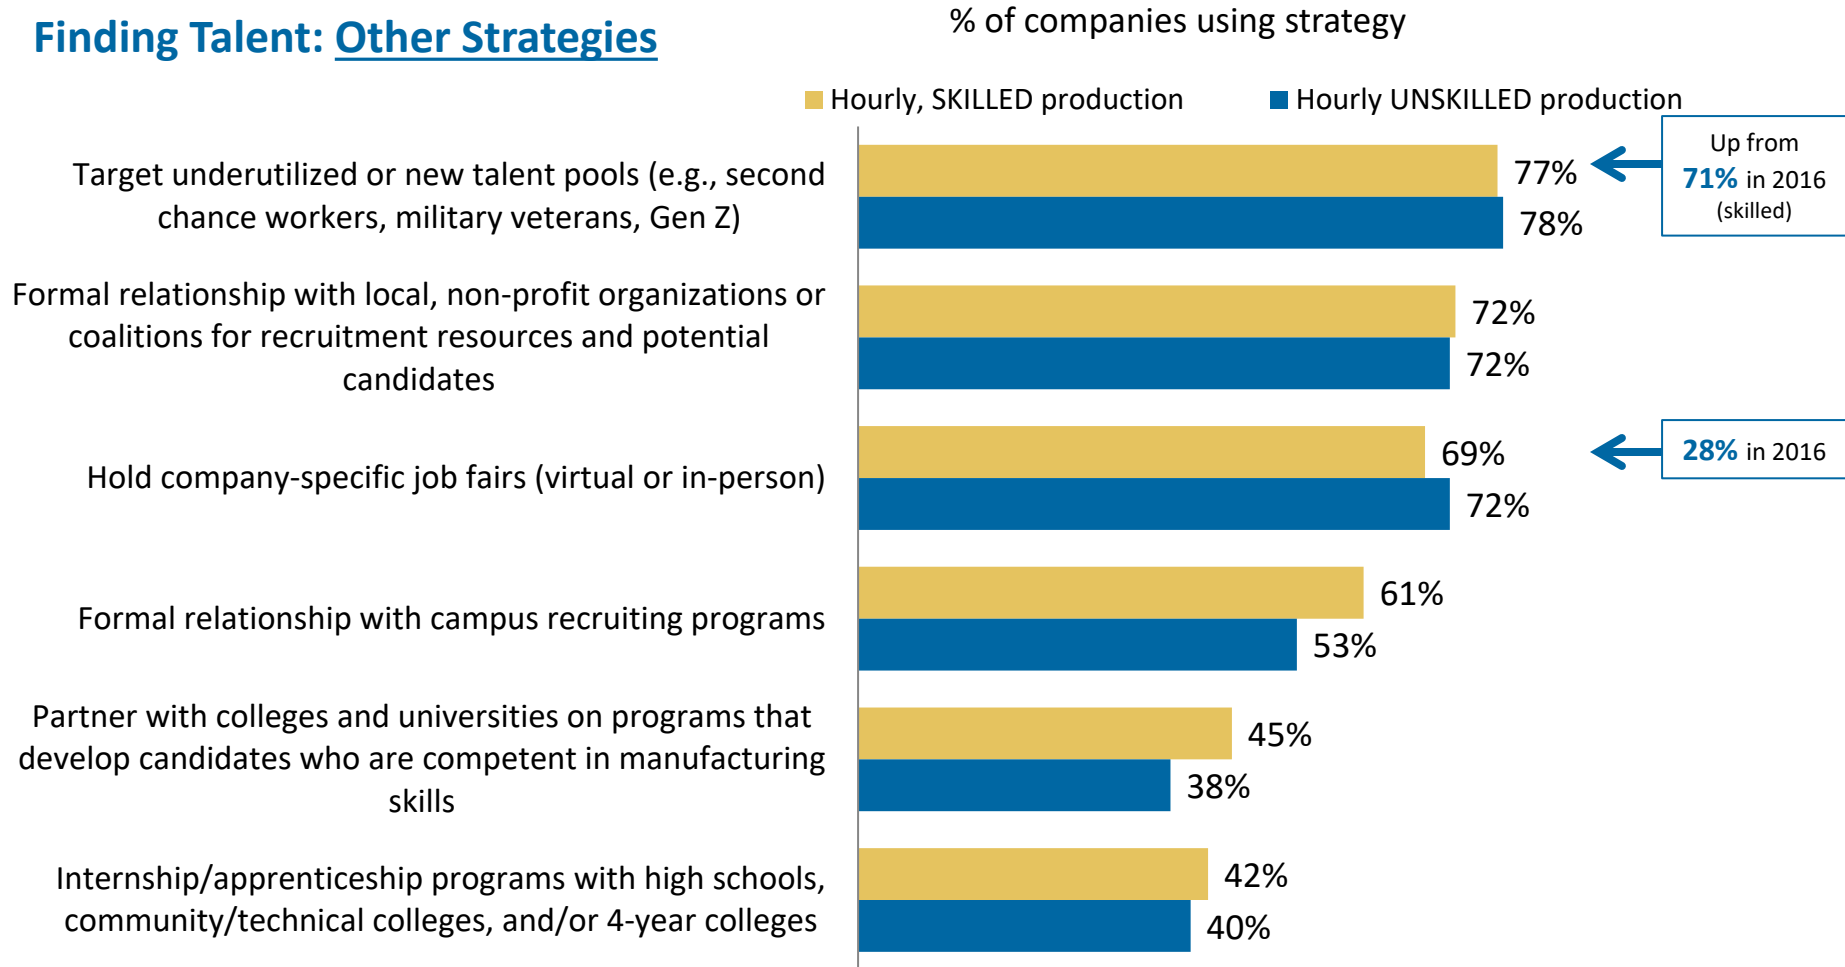 Finding Talent: Other Strategies
% of companies using strategy
Hourly, SKILLED production
Hourly UNSKILLED production
Target underutilized or new talent pools (e.g., second
chance workers, military veterans, Gen Z)
77%
78%
Up from
71% in 2016
(skilled)
Formal relationship with local, non-profit organizations or
coalitions for recruitment resources and potential
candidates
72%
72%
Hold company-specific job fairs (virtual or in-person)
69%
72%
28% in 2016
Formal relationship with campus recruiting programs
61%
53%
Partner with colleges and universities on programs that
develop candidates who are competent in manufacturing
skills
45%
38%
Internship/apprenticeship programs with high schools,
community/technical colleges, and/or 4-year colleges
42%
40%